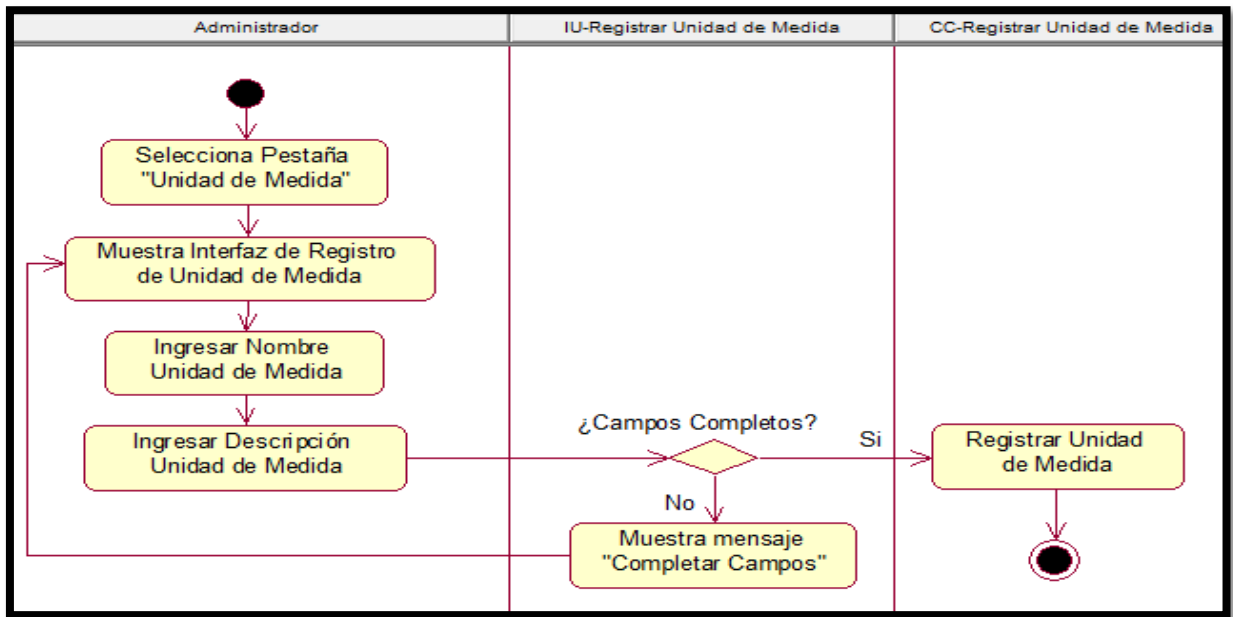 Administrador
IU-Registrar Unidad de Medida
CC-Registrar Unidad de Medida
Selecciona Pestaña
"Unidad de Medida"
Muestra Interfaz de Registro
de Unidad de Medida
Ingresar Nombre
Unidad de Medida
Ingresar Descripción
Unidad de Medida
¿Campos Completos?
Si
No
Registrar Unidad
de Medida
Muestra mensaje
"Completar Campos"